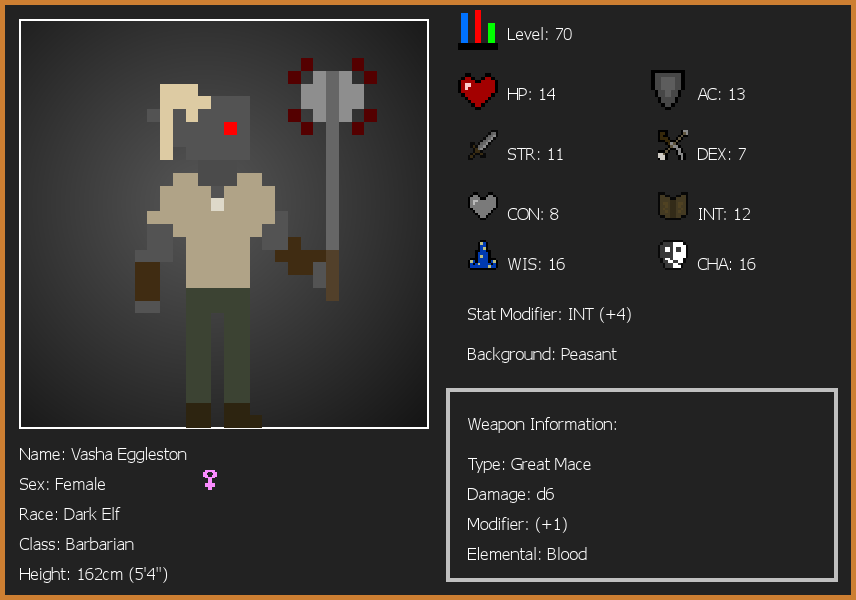 Level: 70
HP: 14
AC: 13
STR: 11
DEX: 7
CON: 8
INT: 12
WIS: 16
CHA: 16
Stat Modifier: INT (+4)
Background: Peasant
Weapon Information:
Type: Great Mace
Damage: d6
Modifier: (+1)
Elemental: Blood
Name: Vasha Eggleston
Sex: Female
Race: Dark Elf
Class: Barbarian
Height: 162cm (5'4")